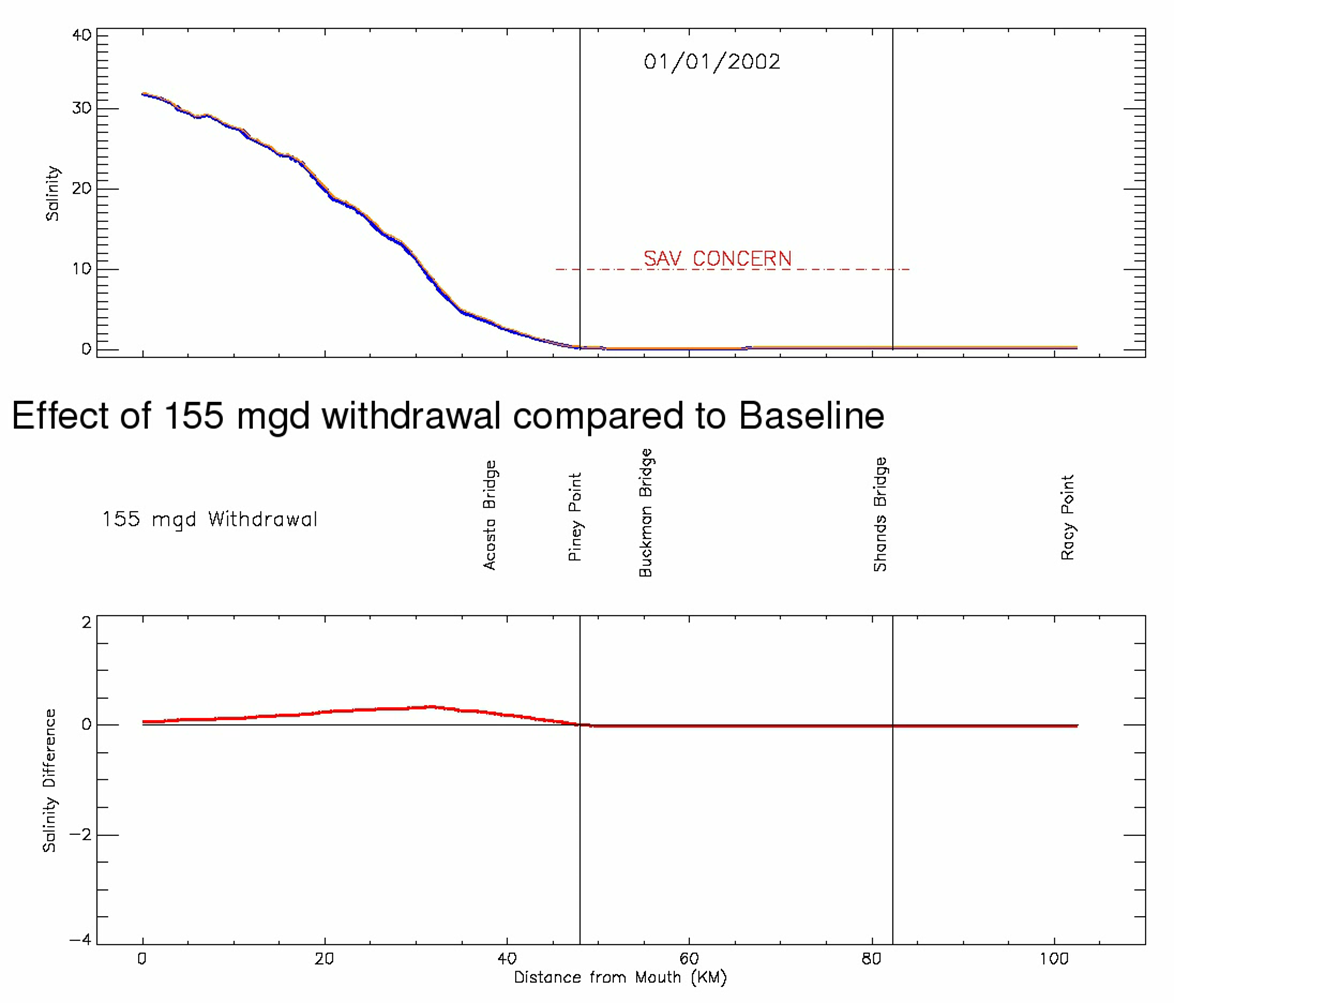 40
01/01/2002
30
20
Salinity
SAV CONCERN
10
0
Effect of 155 mgd withdrawal compared to Baseline
155 mgd Withdrawal
Acosta Bridge
Piney Point
Buckman Bridge
Shands Bridge
Racy Point
2
0
Salinity Difference
-2
-4
0 20 40 60 80 100
Distance from Mouth (KM)